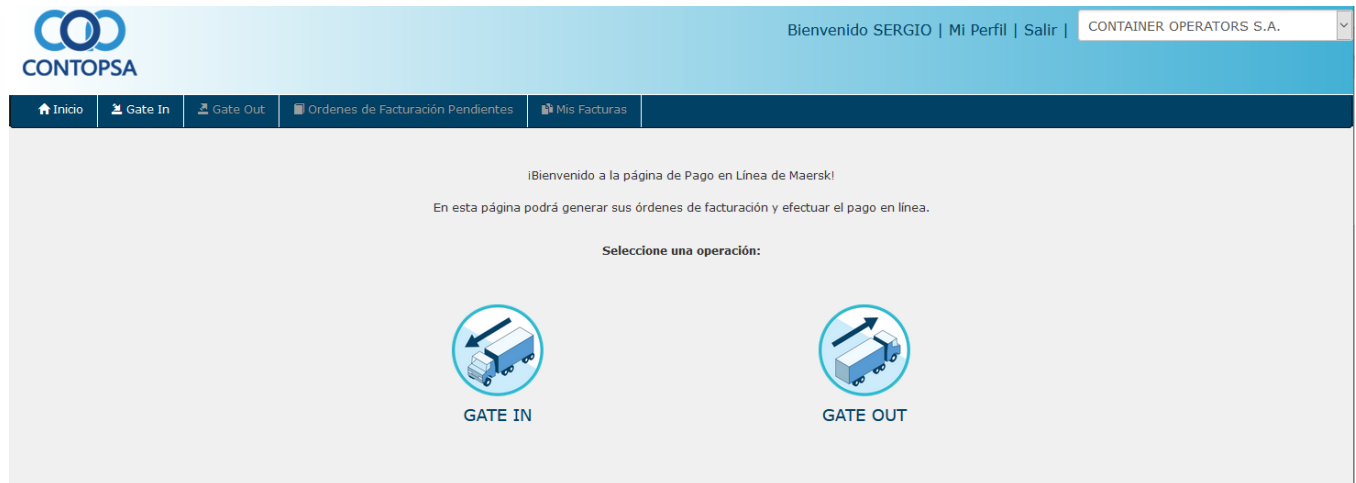 CONTOPSA
Bienvenido SERGIO | Mi Perfil | Salir |
CONTAINER OPERATORS S.A.
Inicio
Gate In
Gate Out
Ordenes de Facturación Pendientes
Mis Facturas
¡Bienvenido a la página de Pago en Línea de Maersk!
En esta página podrá generar sus órdenes de facturación y efectuar el pago en línea.
Seleccione una operación:
GATE IN
GATE OUT